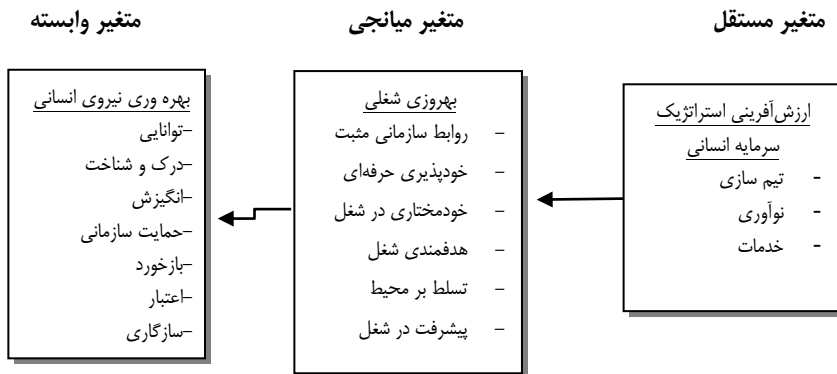 متغیر مستقل
متغیر میانجی
متغیر وابسته
ارزش‌آفرینی استراتژیک
سرمایه انسانی
- تیم سازی
- نوآوری
- خدمات
بهروزی شغلی
- روابط سازمانی مثبت
- خودپذیری حرفه‌ای
- خودمختاری در شغل
- هدفمندی شغل
- تسلط بر محیط
- پیشرفت در شغل
بهره وری نیروی انسانی
-توانایی
-درک و شناخت
-انگیزش
-حمایت سازمانی
-بازخورد
-اعتبار
-سازگاری